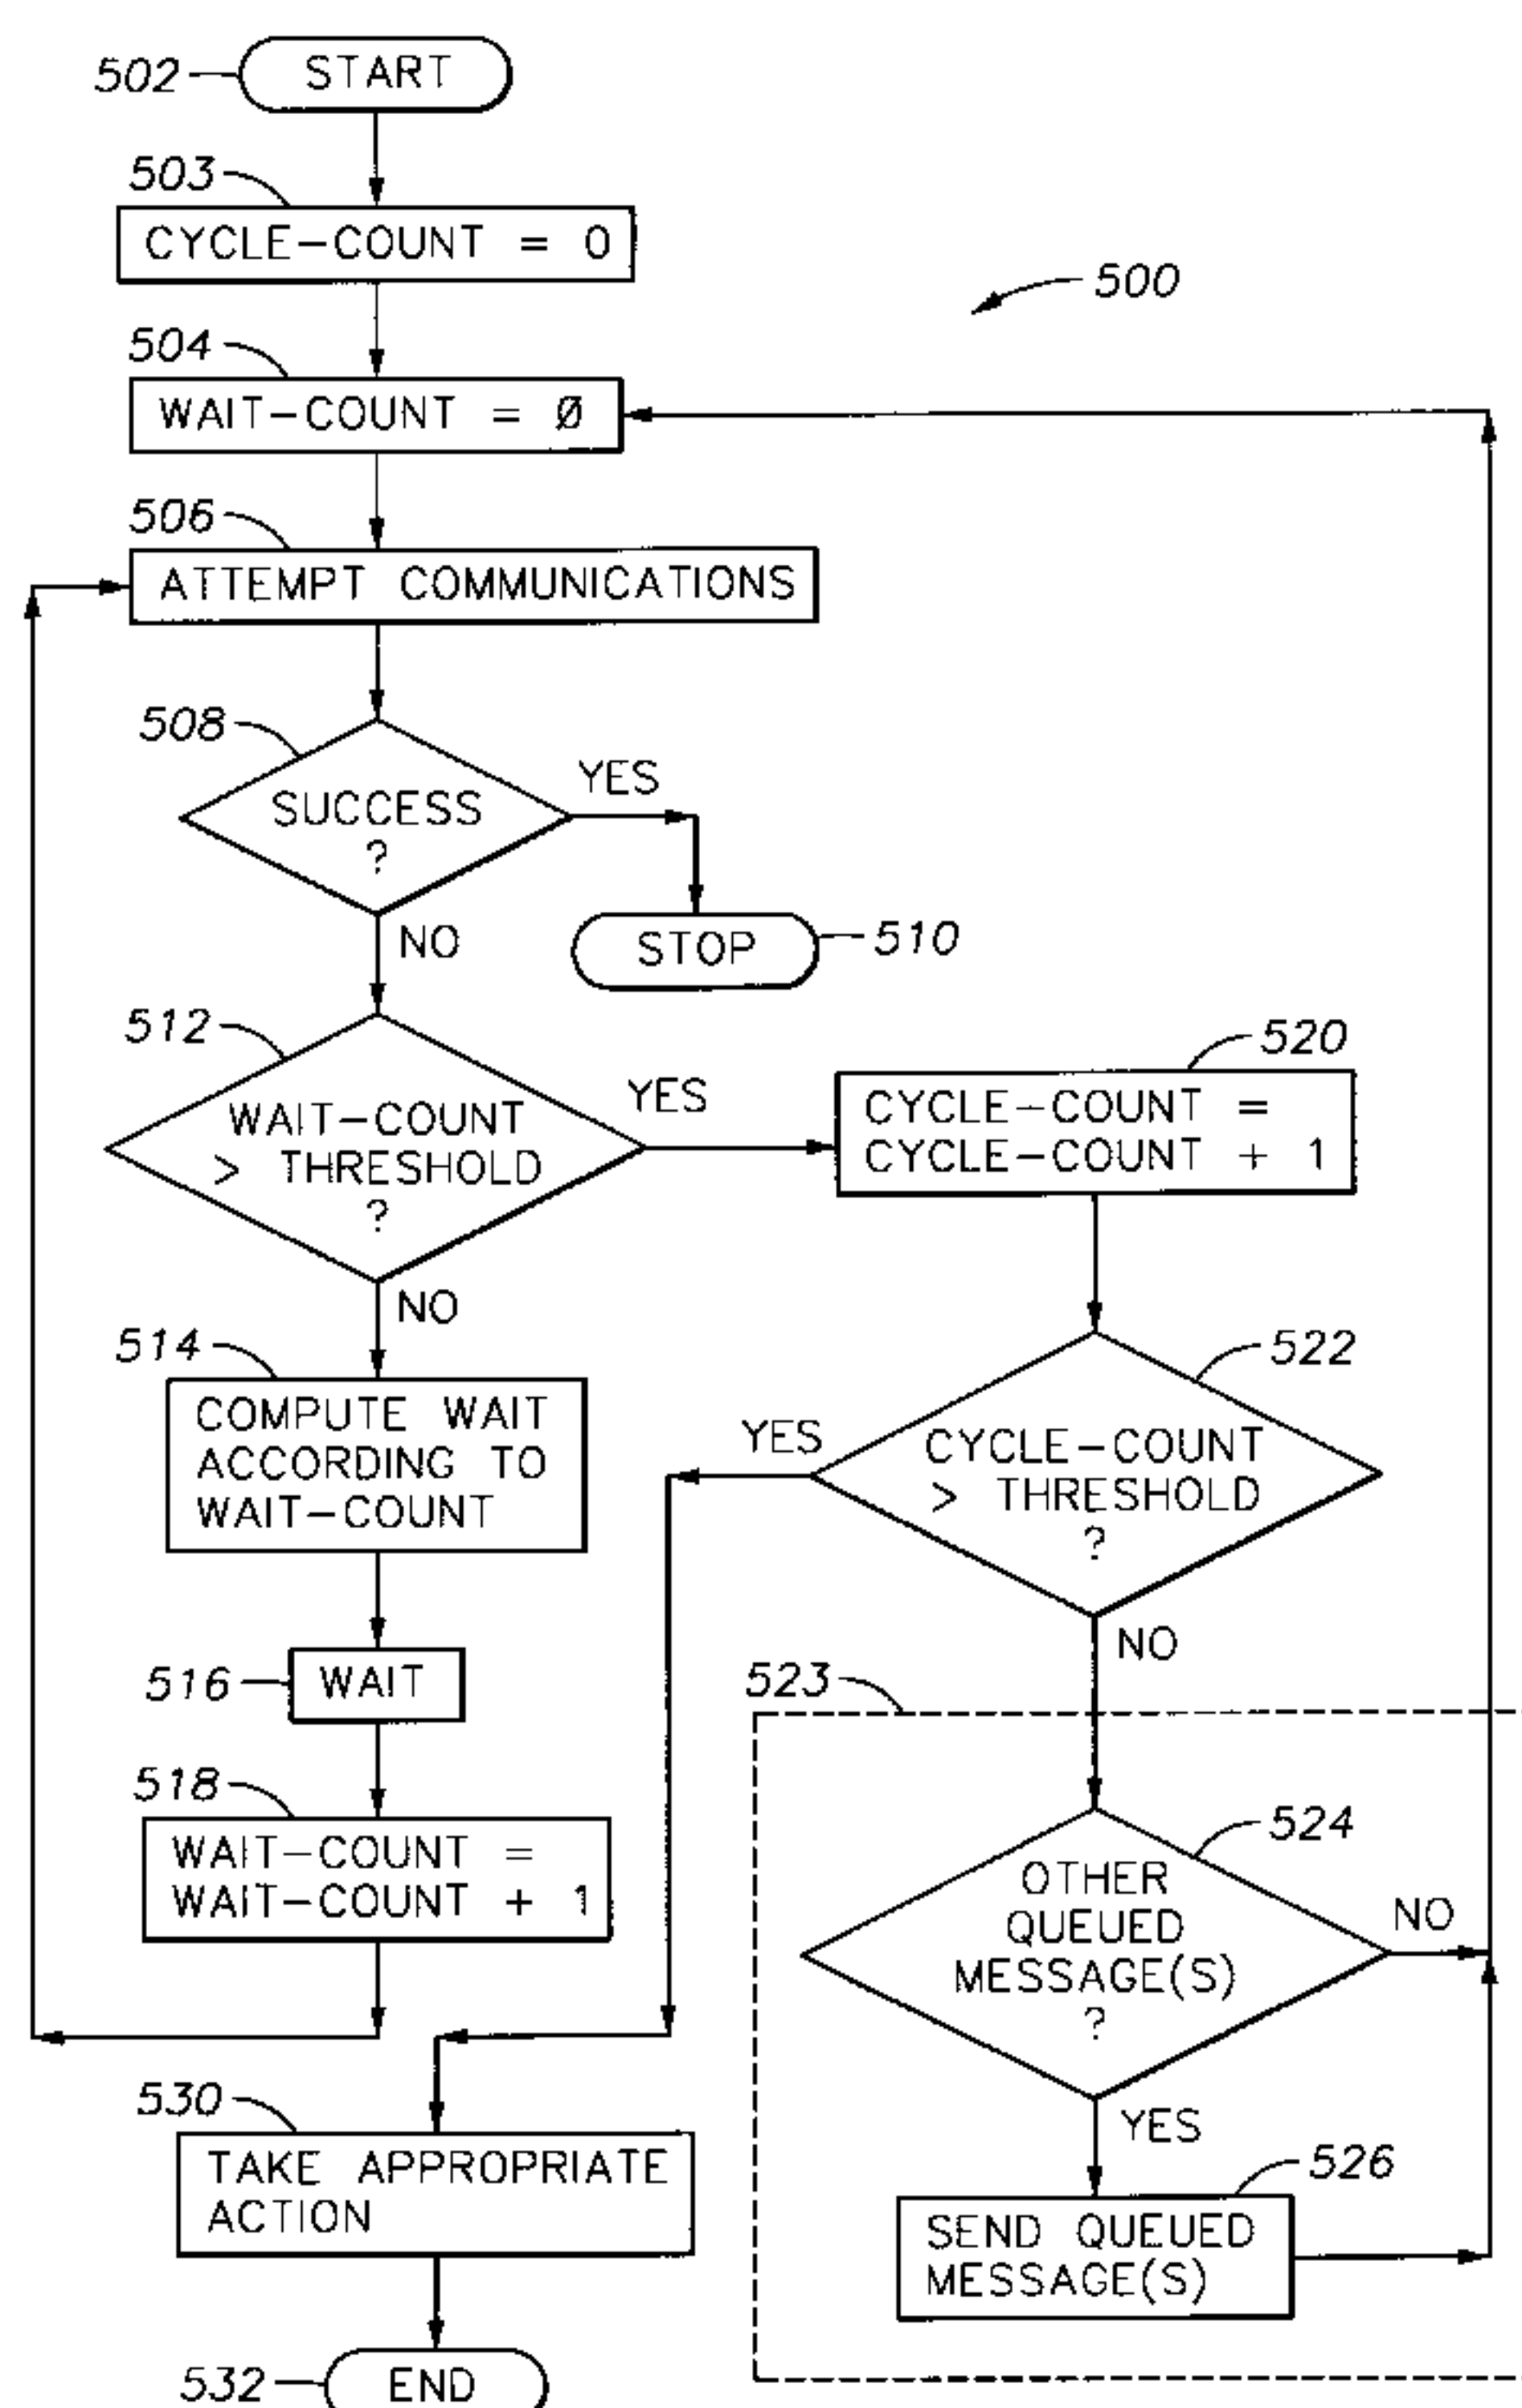 502
START
503
CYCLE-COUNT = 0
500
504
WAIT-COUNT = Ø
506
ATTEMPT COMMUNICATIONS
508
SUCCESS
?
YES
STOP
510
NO
512
WAIT-COUNT
> THRESHOLD
?
YES
520
CYCLE-COUNT =
CYCLE-COUNT + 1
NO
514
COMPUTE WAIT
ACCORDING TO
WAIT-COUNT
522
CYCLE-COUNT
> THRESHOLD
?
YES
NO
516
WAIT
523
518
WAIT-COUNT =
WAIT-COUNT + 1
524
OTHER
QUEUED
MESSAGE(S)
?
NO
YES
530
TAKE APPROPRIATE
ACTION
526
SEND QUEUED
MESSAGE(S)
532
END